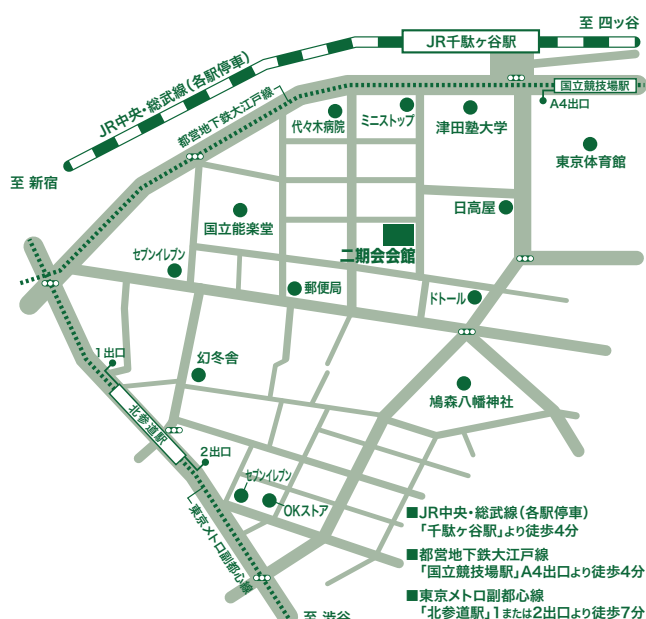 至 四ッ谷
JR千駄ヶ谷駅
JR中央・総武線(各駅停車)
国立競技場駅
都営地下鉄大江戸線
A4出口
代々木病院
ミニストップ
津田塾大学
東京体育館
至 新宿
日高屋
国立能楽堂
二期会会館
セブンイレブン
郵便局
ドトール
1出口
幻冬舎
鳩森八幡神社
北参道駅
2出口
セブンイレブン
OKストア
東京メトロ副都心線
■JR中央・総武線(各駅停車)
「千駄ヶ谷駅」より徒歩4分
■都営地下鉄大江戸線
「国立競技場駅」A4出口より徒歩4分
■東京メトロ副都心線
「北参道駅」1または2出口より徒歩7分
至 渋谷